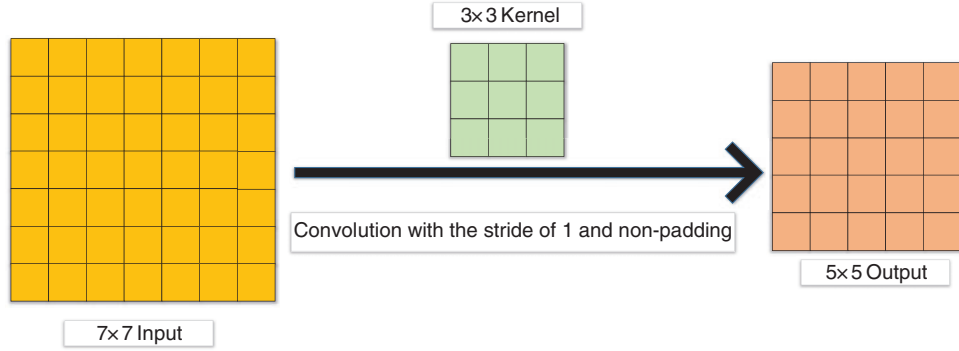 3×3 Kernel
Convolution with the stride of 1 and non-padding
5×5 Output
7×7 Input